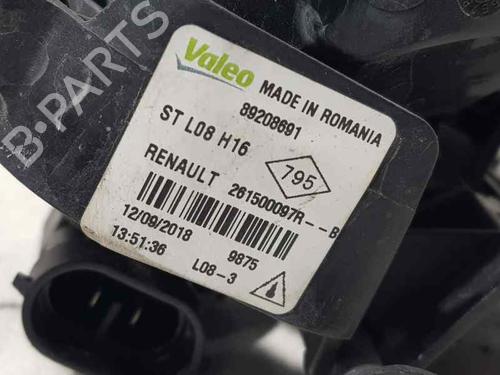 Valeo
MADE IN ROMANIA
89208691
ST L08 H16
795
RENAULT 261500097R---B
12/09/2018 9875
13:51:36 L08-3
B-PARTS